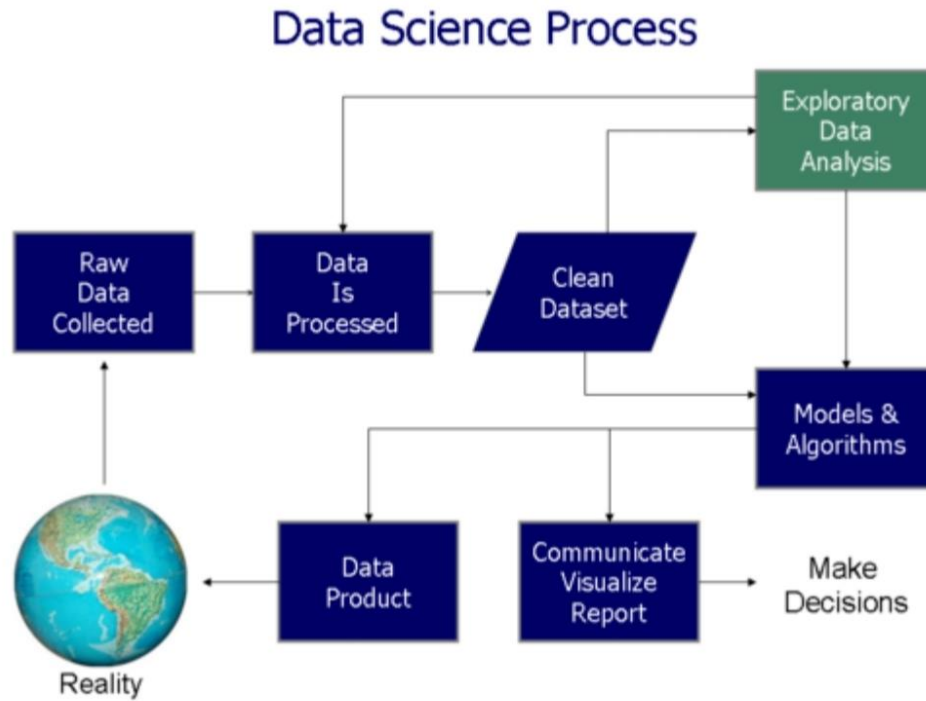 Data Science Process
Exploratory
Data
Analysis
Raw
Data
Collected
Data
Is
Processed
Clean
Dataset
Models &
Algorithms
Data
Product
Communicate
Visualize
Report
Make
Decisions
Reality